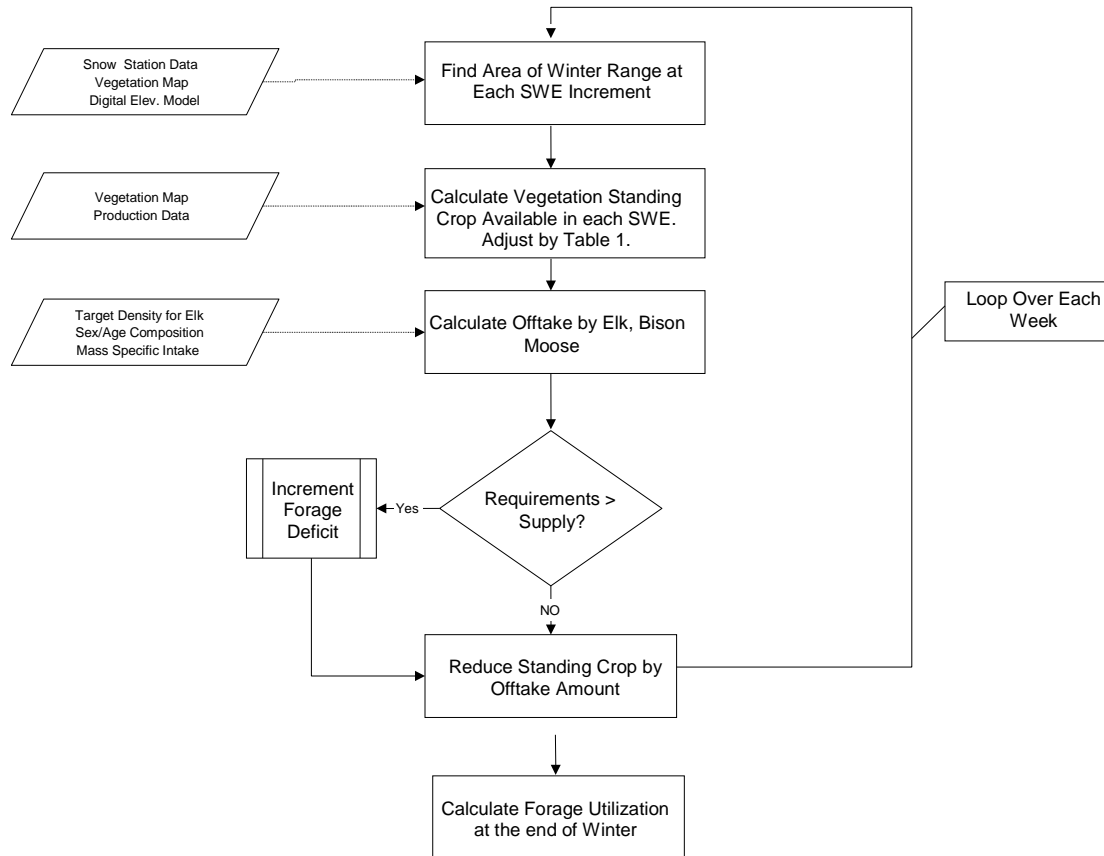 Snow Station Data
Vegetation Map
Digital Elev. Model
Find Area of Winter Range at
Each SWE Increment
Vegetation Map
Production Data
Calculate Vegetation Standing
Crop Available in each SWE.
Adjust by Table 1.
Target Density for Elk
Sex/Age Composition
Mass Specific Intake
Calculate Offtake by Elk, Bison
Moose
Loop Over Each
Week
Increment
Forage
Deficit
Yes
Requirements >
Supply?
NO
Reduce Standing Crop by
Offtake Amount
Calculate Forage Utilization
at the end of Winter